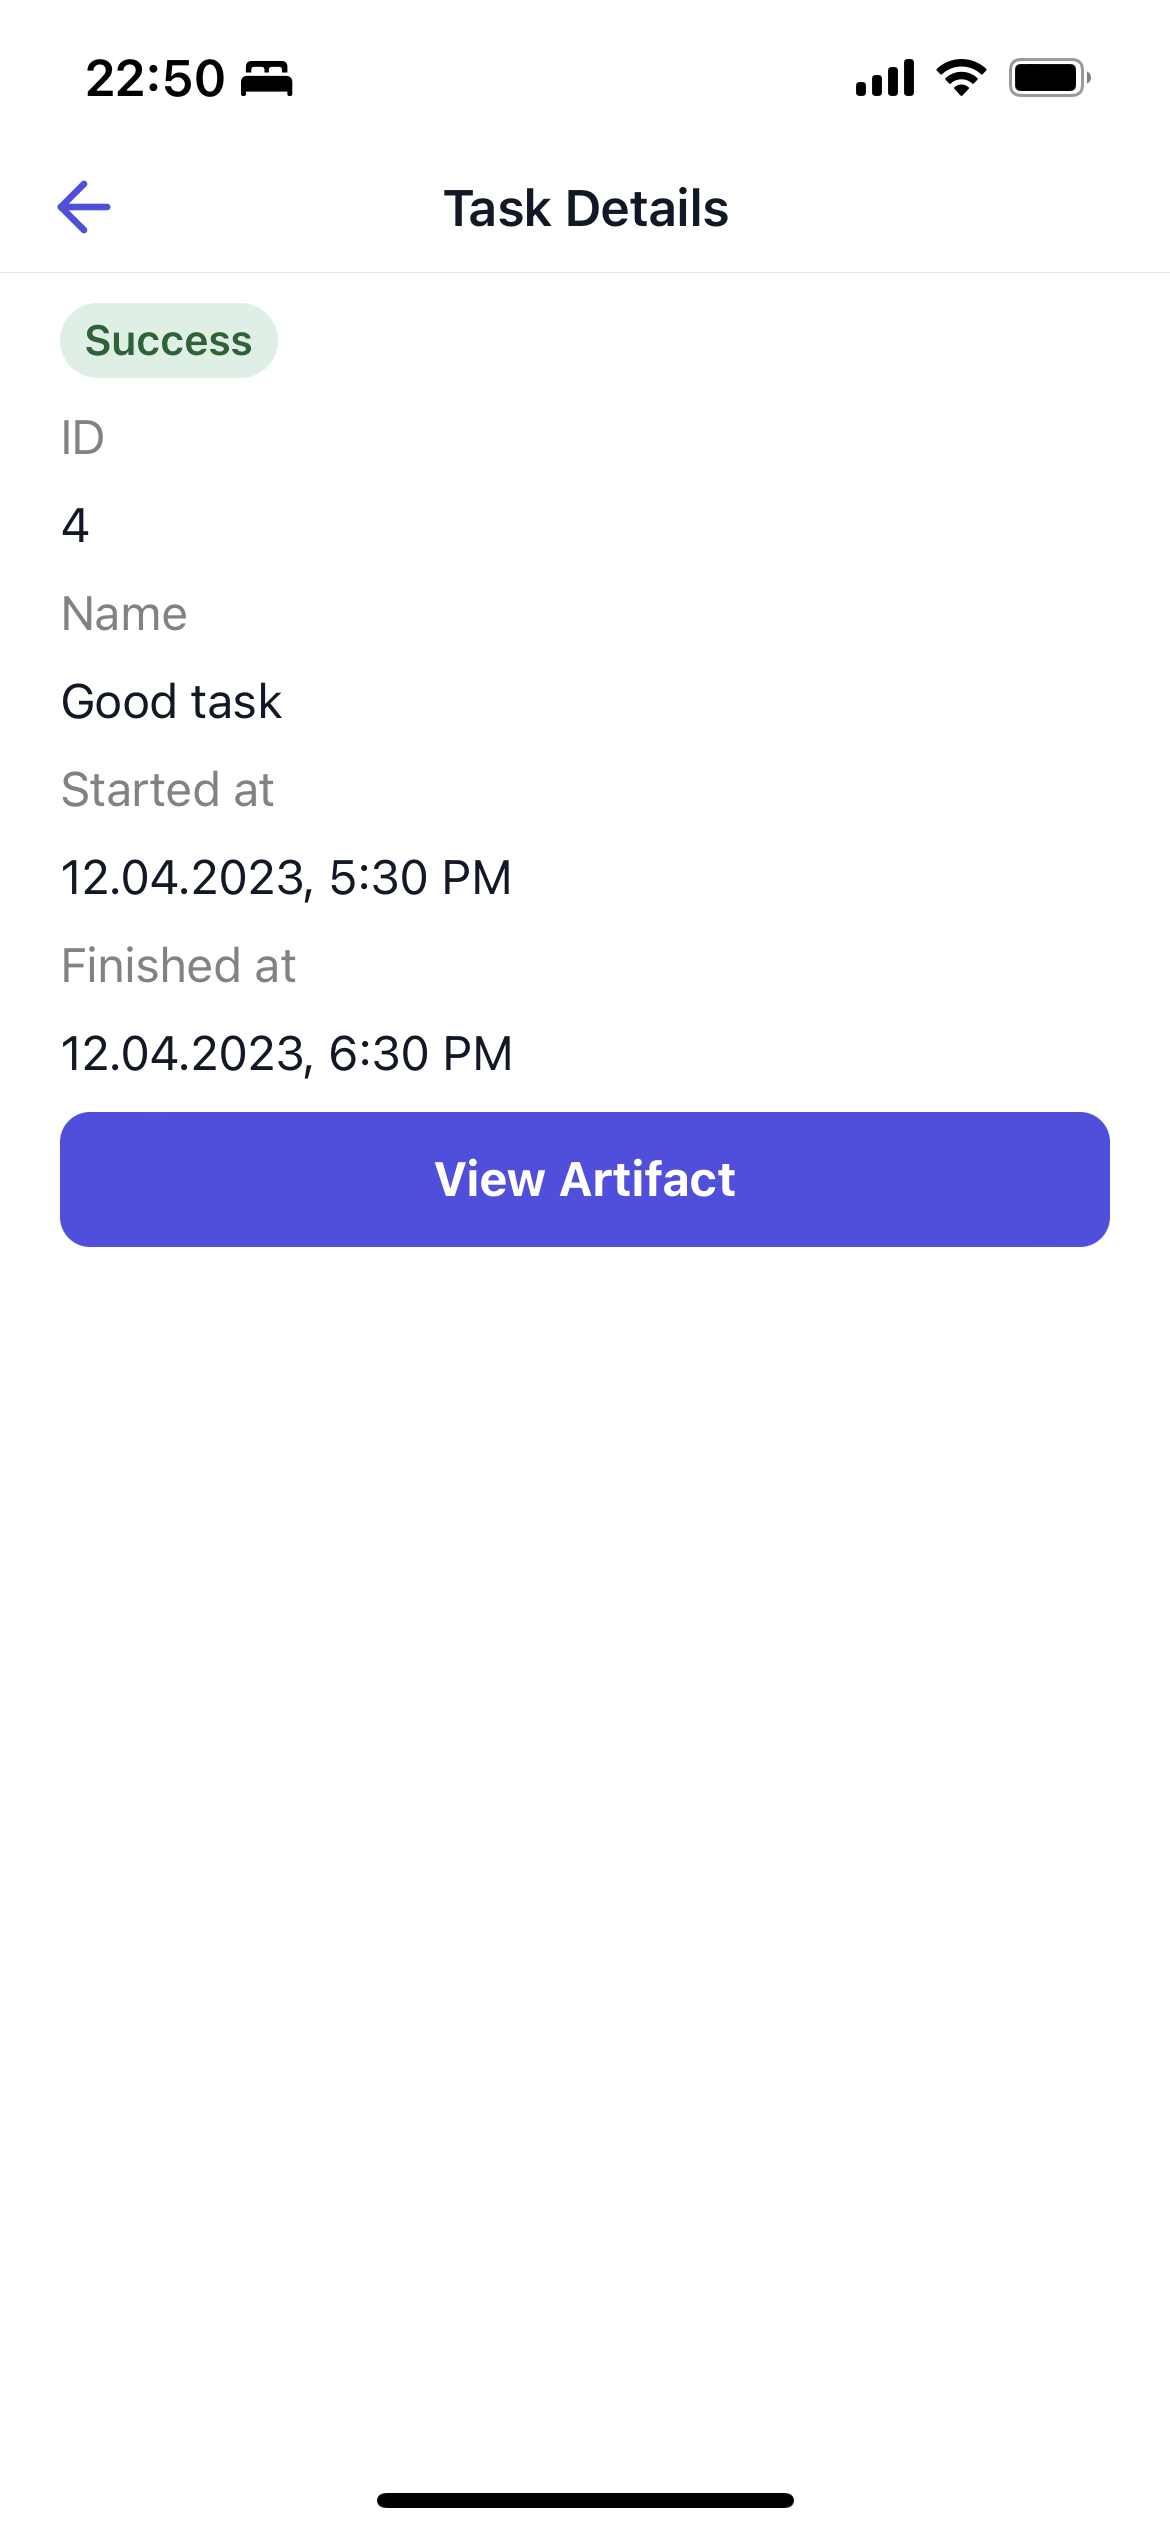 22:50
Task Details
Success
ID
4
Name
Good task
Started at
12.04.2023, 5:30 PM
Finished at
12.04.2023, 6:30 PM
View Artifact